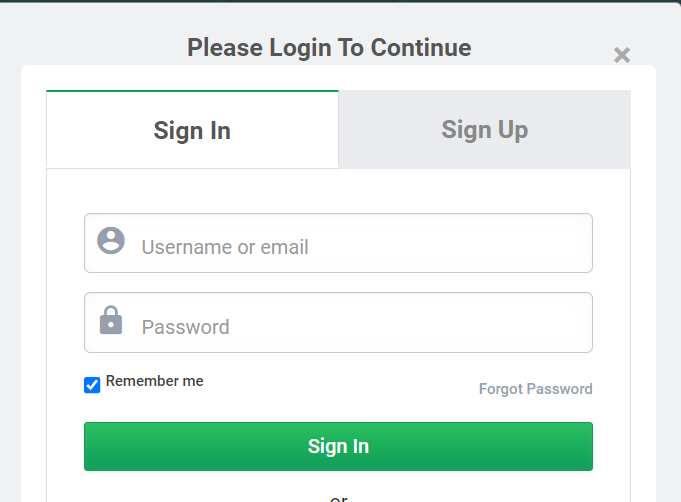 Please Login To Continue
×
Sign In
Sign Up
Username or email
Password
Remember me
Forgot Password
Sign In
or